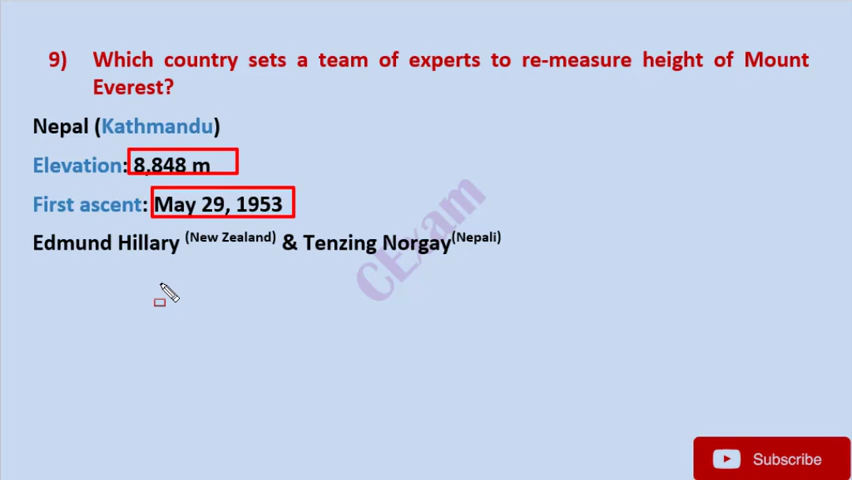 9) Which country sets a team of experts to re-measure height of Mount
Everest?
Nepal (Kathmandu)
Elevation: 8,848 m
First ascent: May 29, 1953
Edmund Hillary (New Zealand) & Tenzing Norgay(Nepali)
CExam
Subscribe